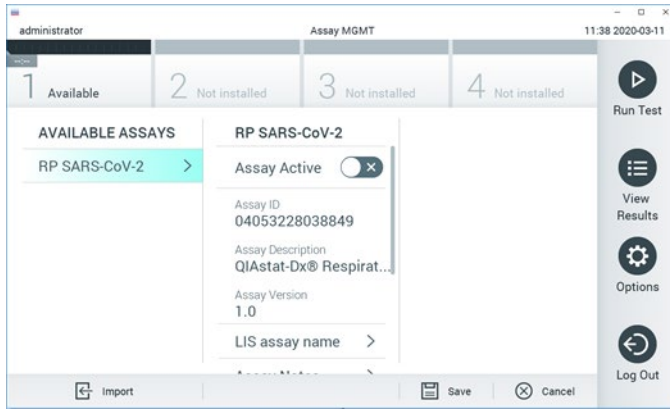 administrator
Assay MGMT
11:38 2020-03-11
1 Available
2 Not installed
3 Not installed
4 Not installed
Run Test
View
Results
Options
Log Out
AVAILABLE ASSAYS
RP SARS-CoV-2
RP SARS-CoV-2
Assay Active
Assay ID
04053228038849
Assay Description
QIAstat-Dx® Respirat...
Assay Version
1.0
LIS assay name
Assay Notes
Import
Save
Cancel